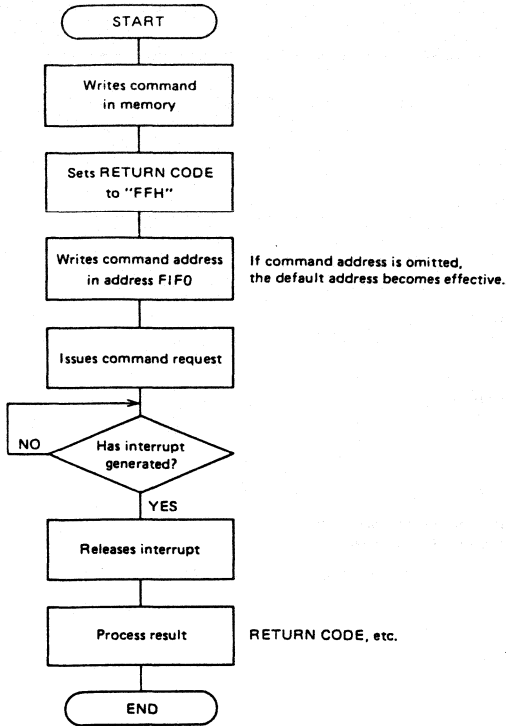 START
Writes command
in memory
Sets RETURN CODE
to "FFH"
Writes command address
in address FIFO
If command address is omitted,
the default address becomes effective.
Issues command request
NO
Has interrupt
generated?
YES
Releases interrupt
Process result
RETURN CODE, etc.
END